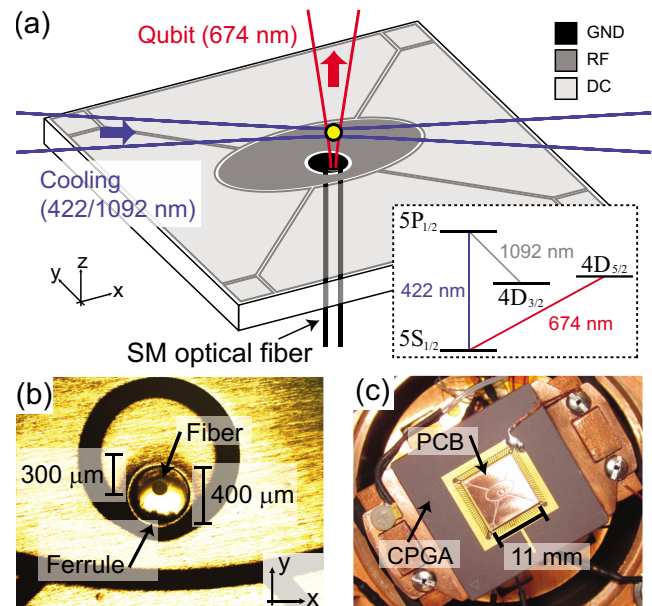 (a)
Qubit (674 nm)
GND
RF
DC
Cooling
(422/1092 nm)
z
y
x
SM optical fiber
5P1/2
1092 nm
4D5/2
422 nm
4D3/2
674 nm
5S1/2
(b)
Fiber
300 μm
400 μm
Ferrule
y
x
(c)
PCB
CPGA
11 mm